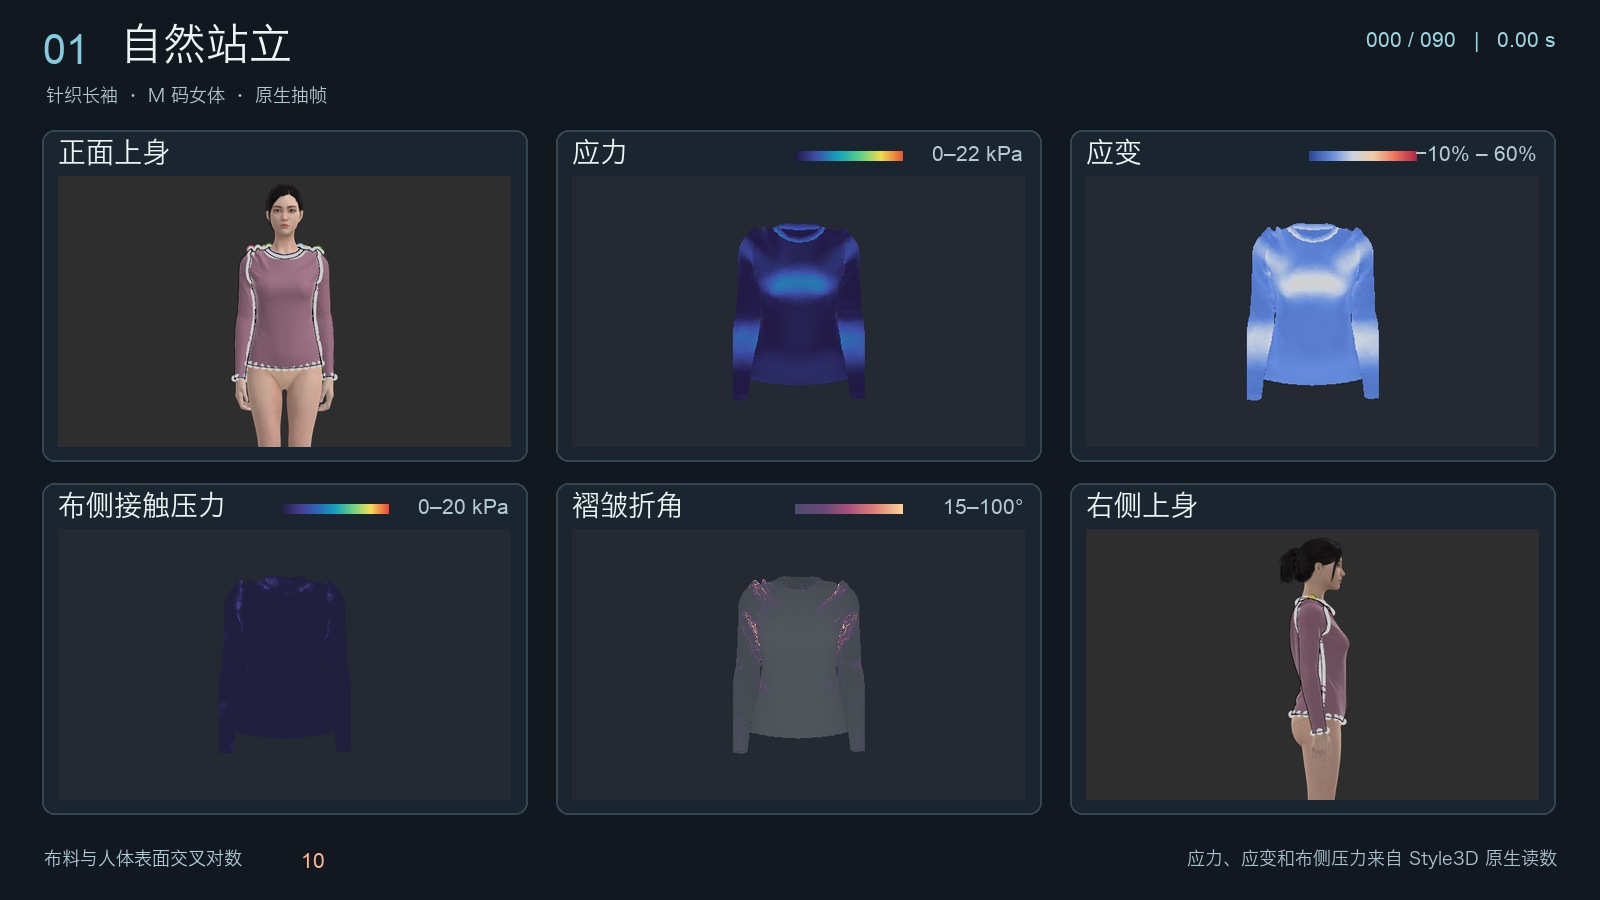 01 自然站立
000 / 090 | 0.00 s
针织长袖 · M 码女体 · 原生抽帧
正面上身
应力 0–22 kPa
应变 –10% – 60%
布侧接触压力 0–20 kPa
褶皱折角 15–100°
右侧上身
布料与人体表面交叉对数 10
应力、应变和布侧压力来自 Style3D 原生读数